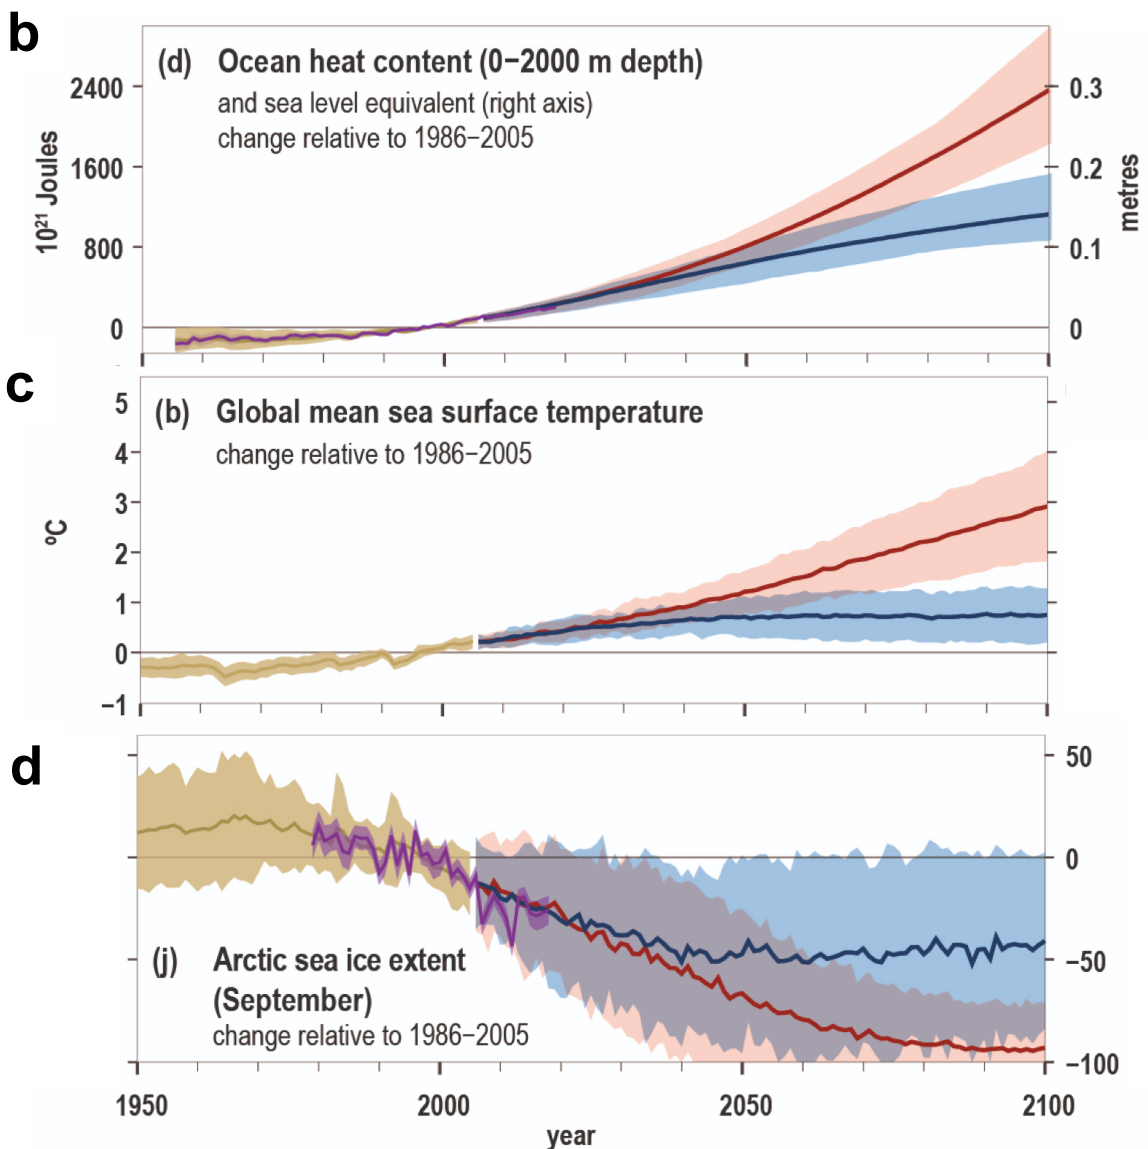 b
(d) Ocean heat content (0−2000 m depth)
and sea level equivalent (right axis)
change relative to 1986−2005
10²¹ Joules
2400
1600
800
0
0.3
0.2
0.1
0
metres
c
(b) Global mean sea surface temperature
change relative to 1986−2005
ºC
5
4
3
2
1
0
−1
d
50
0
−50
−100
(j) Arctic sea ice extent
(September)
change relative to 1986−2005
1950 2000 2050 2100
year